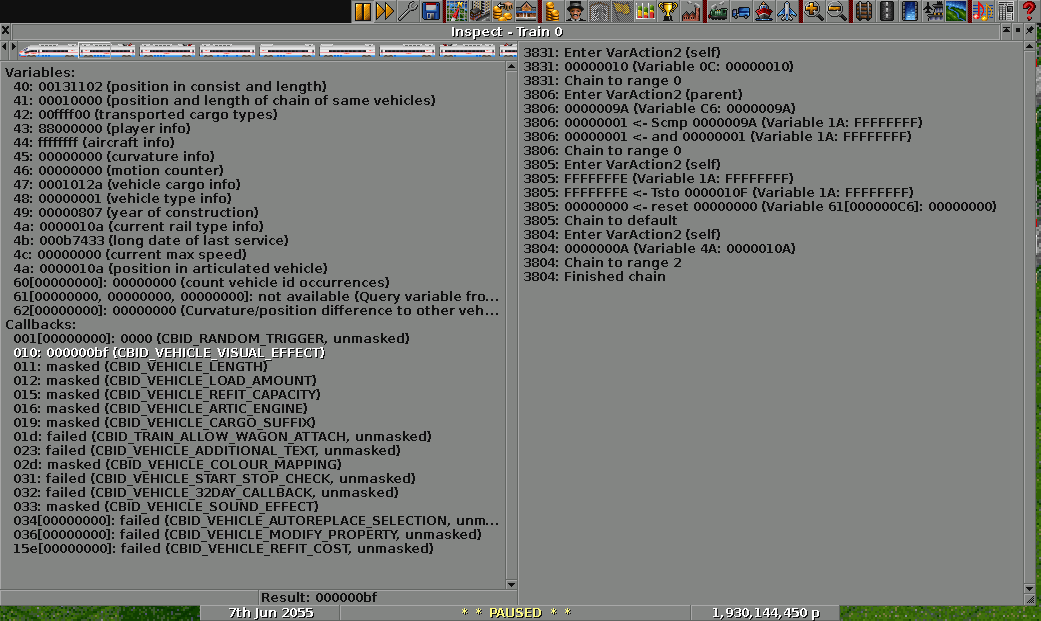 Inspect - Train 0
Variables:
40: 00131102 (position in consist and length)
41: 00010000 (position and length of chain of same vehicles)
42: 00ffff00 (transported cargo types)
43: 88000000 (player info)
44: ffffffff (aircraft info)
45: 00000000 (curvature info)
46: 00000000 (motion counter)
47: 0001012a (vehicle cargo info)
48: 00000001 (vehicle type info)
49: 00000807 (year of construction)
4a: 0000010a (current rail type info)
4b: 000b7433 (long date of last service)
4c: 00000000 (current max speed)
4a: 0000010a (position in articulated vehicle)
60[00000000]: 00000000 (count vehicle id occurrences)
61[00000000, 00000000, 00000000]: not available (Query variable fro...
62[00000000]: 00000000 (Curvature/position difference to other veh...
Callbacks:
001[00000000]: 0000 (CBID_RANDOM_TRIGGER, unmasked)
010: 000000bf (CBID_VEHICLE_VISUAL_EFFECT)
011: masked (CBID_VEHICLE_LENGTH)
012: masked (CBID_VEHICLE_LOAD_AMOUNT)
015: masked (CBID_VEHICLE_REFIT_CAPACITY)
016: masked (CBID_VEHICLE_ARTIC_ENGINE)
019: masked (CBID_VEHICLE_CARGO_SUFFIX)
01d: failed (CBID_TRAIN_ALLOW_WAGON_ATTACH, unmasked)
023: failed (CBID_VEHICLE_ADDITIONAL_TEXT, unmasked)
02d: masked (CBID_VEHICLE_COLOUR_MAPPING)
031: failed (CBID_VEHICLE_START_STOP_CHECK, unmasked)
032: failed (CBID_VEHICLE_32DAY_CALLBACK, unmasked)
033: masked (CBID_VEHICLE_SOUND_EFFECT)
034[00000000]: failed (CBID_VEHICLE_AUTOREPLACE_SELECTION, unm...
036[00000000]: failed (CBID_VEHICLE_MODIFY_PROPERTY, unmasked)
15e[00000000]: failed (CBID_VEHICLE_REFIT_COST, unmasked)
Result: 000000bf
3831: Enter VarAction2 (self)
3831: 00000010 (Variable 0C: 00000010)
3831: Chain to range 0
3806: Enter VarAction2 (parent)
3806: 0000009A (Variable C6: 0000009A)
3806: 00000001 <- Scmp 0000009A (Variable 1A: FFFFFFFF)
3806: 00000001 <- and 00000001 (Variable 1A: FFFFFFFF)
3806: Chain to range 0
3805: Enter VarAction2 (self)
3805: FFFFFFFE (Variable 1A: FFFFFFFF)
3805: FFFFFFFE <- Tsto 0000010F (Variable 1A: FFFFFFFF)
3805: 00000000 <- reset 00000000 (Variable 61[000000C6]: 00000000)
3805: Chain to default
3804: Enter VarAction2 (self)
3804: 0000000A (Variable 4A: 0000010A)
3804: Chain to range 2
3804: Finished chain
7th Jun 2055
* * PAUSED * *
1,930,144,450 p